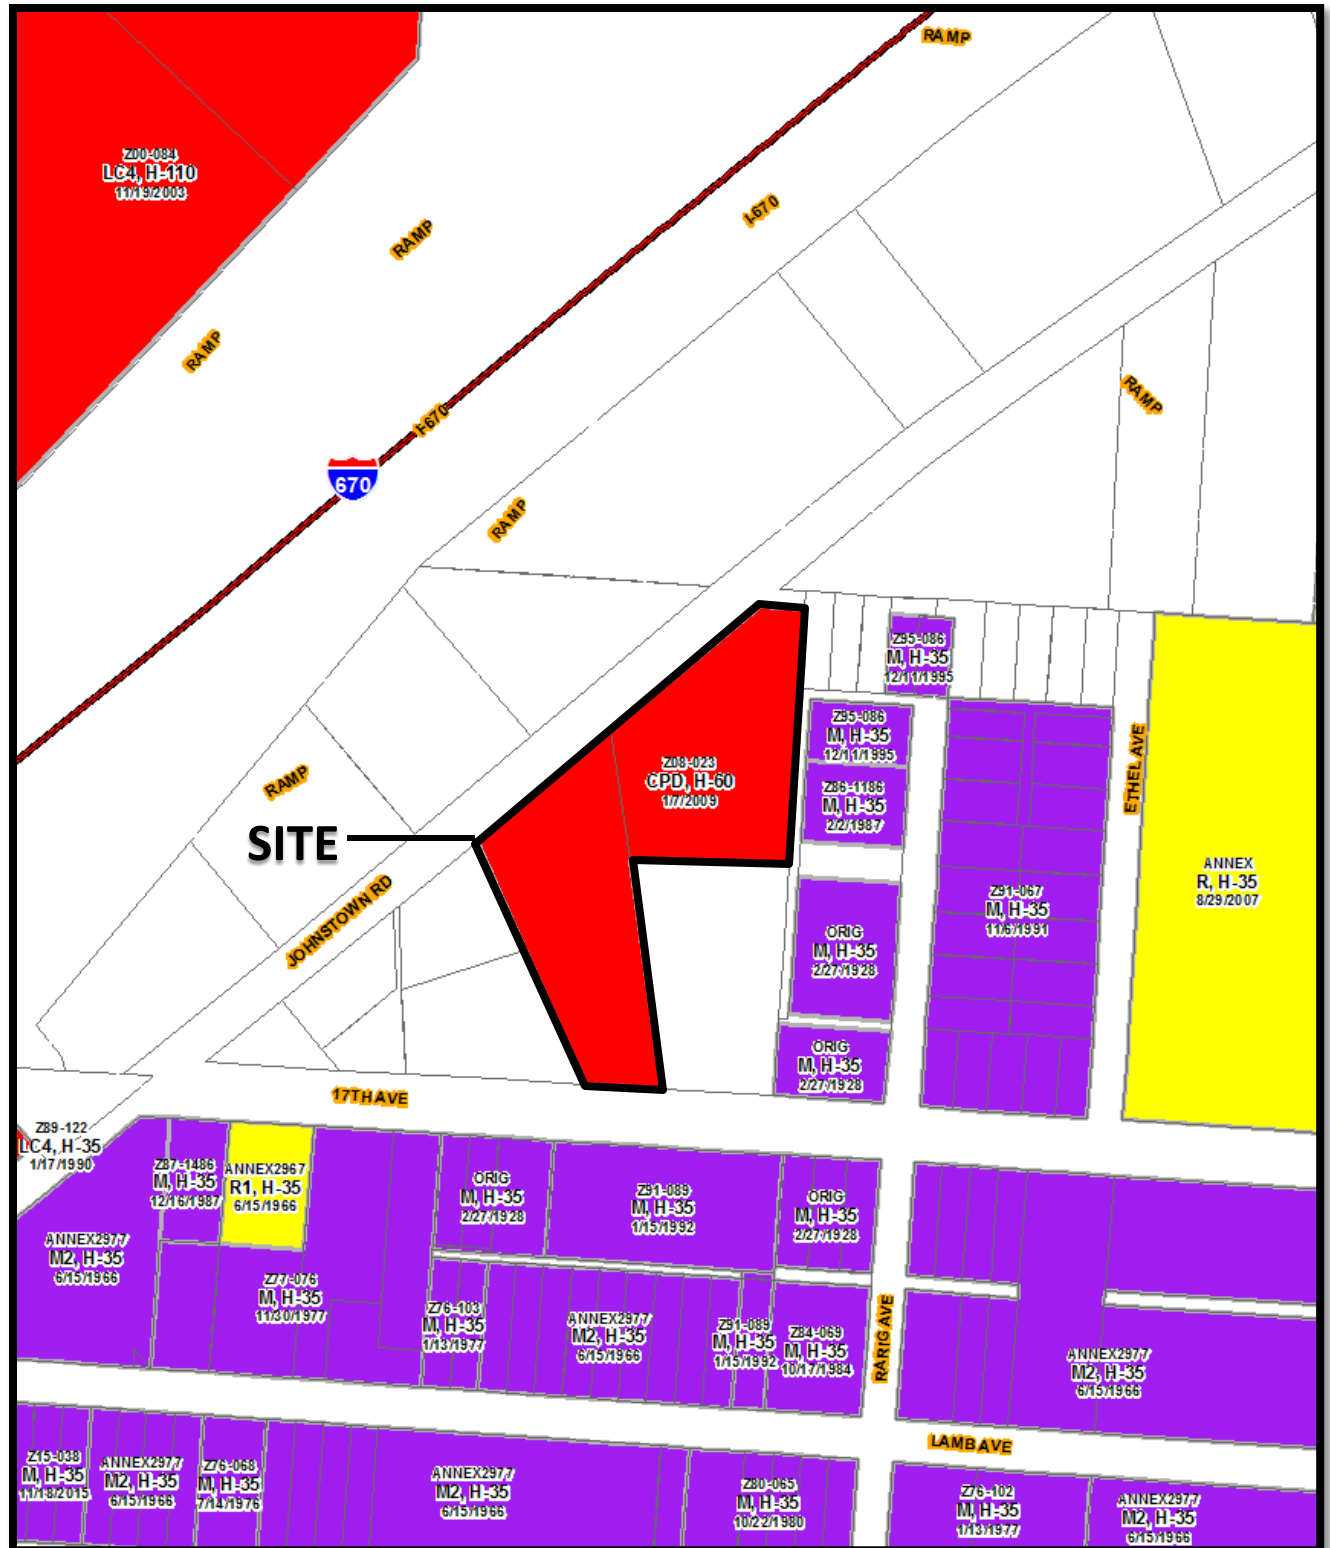 RAMP
Z00-084
LC4, H-110
11/19/2003
I-670
RAMP
RAMP
RAMP
I-670
670
RAMP
Z95-086
M, H-35
12/11/1995
Z95-086
M, H-35
12/11/1995
Z08-023
CPD, H-60
1/7/2009
Z86-1186
M, H-35
2/2/1987
ETHEL AVE
RAMP
SITE
ANNEX
R, H-35
8/29/2007
Z91-067
M, H-35
11/6/1991
JOHNSTOWN RD
ORIG
M, H-35
2/27/1928
ORIG
M, H-35
2/27/1928
17TH AVE
Z89-122
LC4, H-35
1/17/1990
Z87-1486
M, H-35
12/16/1987
ANNEX2967
R1, H-35
6/15/1966
ORIG
M, H-35
2/27/1928
Z91-089
M, H-35
1/15/1992
ORIG
M, H-35
2/27/1928
ANNEX2977
M2, H-35
6/15/1966
Z77-076
M, H-35
11/30/1977
Z76-103
M, H-35
1/13/1977
ANNEX2977
M2, H-35
6/15/1966
Z91-089
M, H-35
1/15/1992
Z84-069
M, H-35
10/17/1984
RARIG AVE
ANNEX2977
M2, H-35
6/15/1966
LAMB AVE
Z15-038
M, H-35
11/18/2015
ANNEX2977
M2, H-35
6/15/1966
Z76-068
M, H-35
7/14/1976
ANNEX2977
M2, H-35
6/15/1966
Z80-065
M, H-35
10/22/1980
Z76-102
M, H-35
1/13/1977
ANNEX2977
M2, H-35
6/15/1966